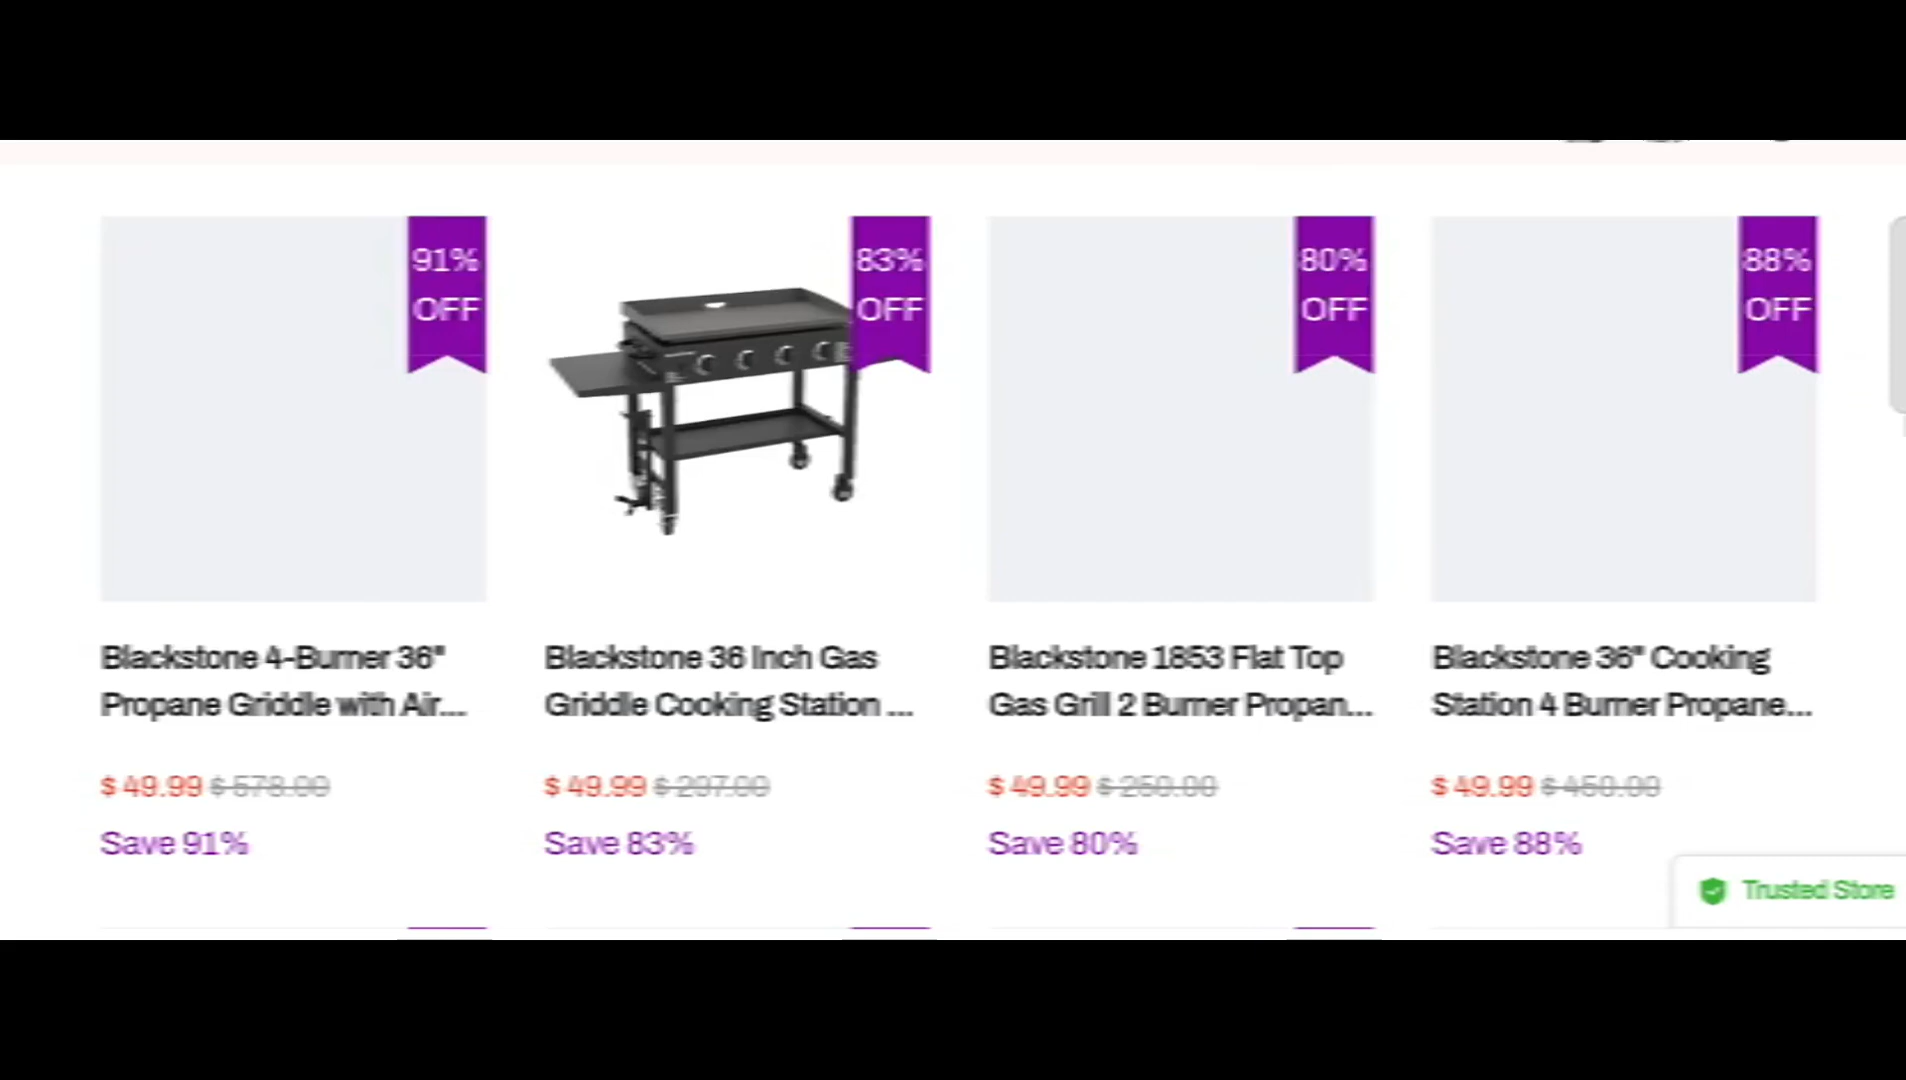 91%
OFF
83%
OFF
80%
OFF
88%
OFF
Blackstone 4-Burner 36"
Propane Griddle with Air...
Blackstone 36 Inch Gas
Griddle Cooking Station ...
Blackstone 1853 Flat Top
Gas Grill 2 Burner Propan...
Blackstone 36" Cooking
Station 4 Burner Propane...
$ 49.99 $ 578.00
$ 49.99 $ 297.00
$ 49.99 $ 250.00
$ 49.99 $ 450.00
Save 91%
Save 83%
Save 80%
Save 88%
Trusted Store